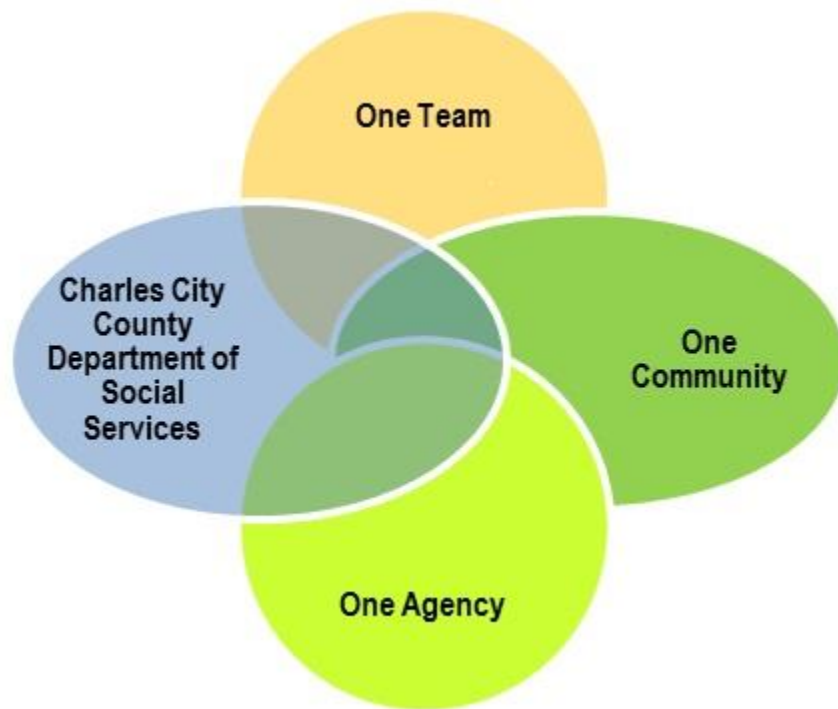 One Team
Charles City
County
Department of
Social
Services
One
Community
One Agency